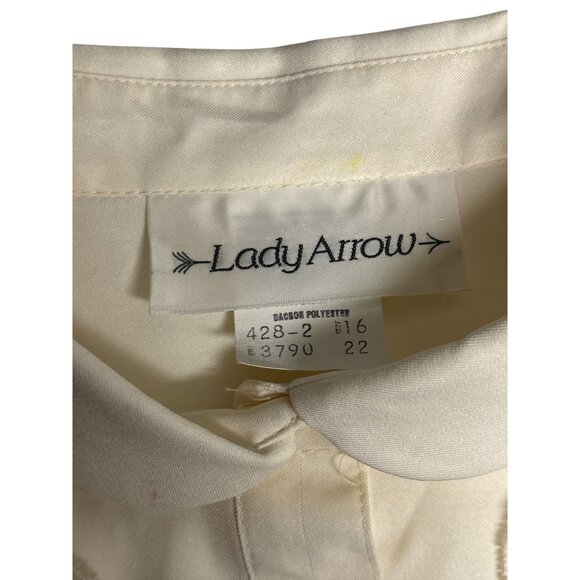 Lady Arrow
DACRON POLYESTER
428-2 16
3790 22